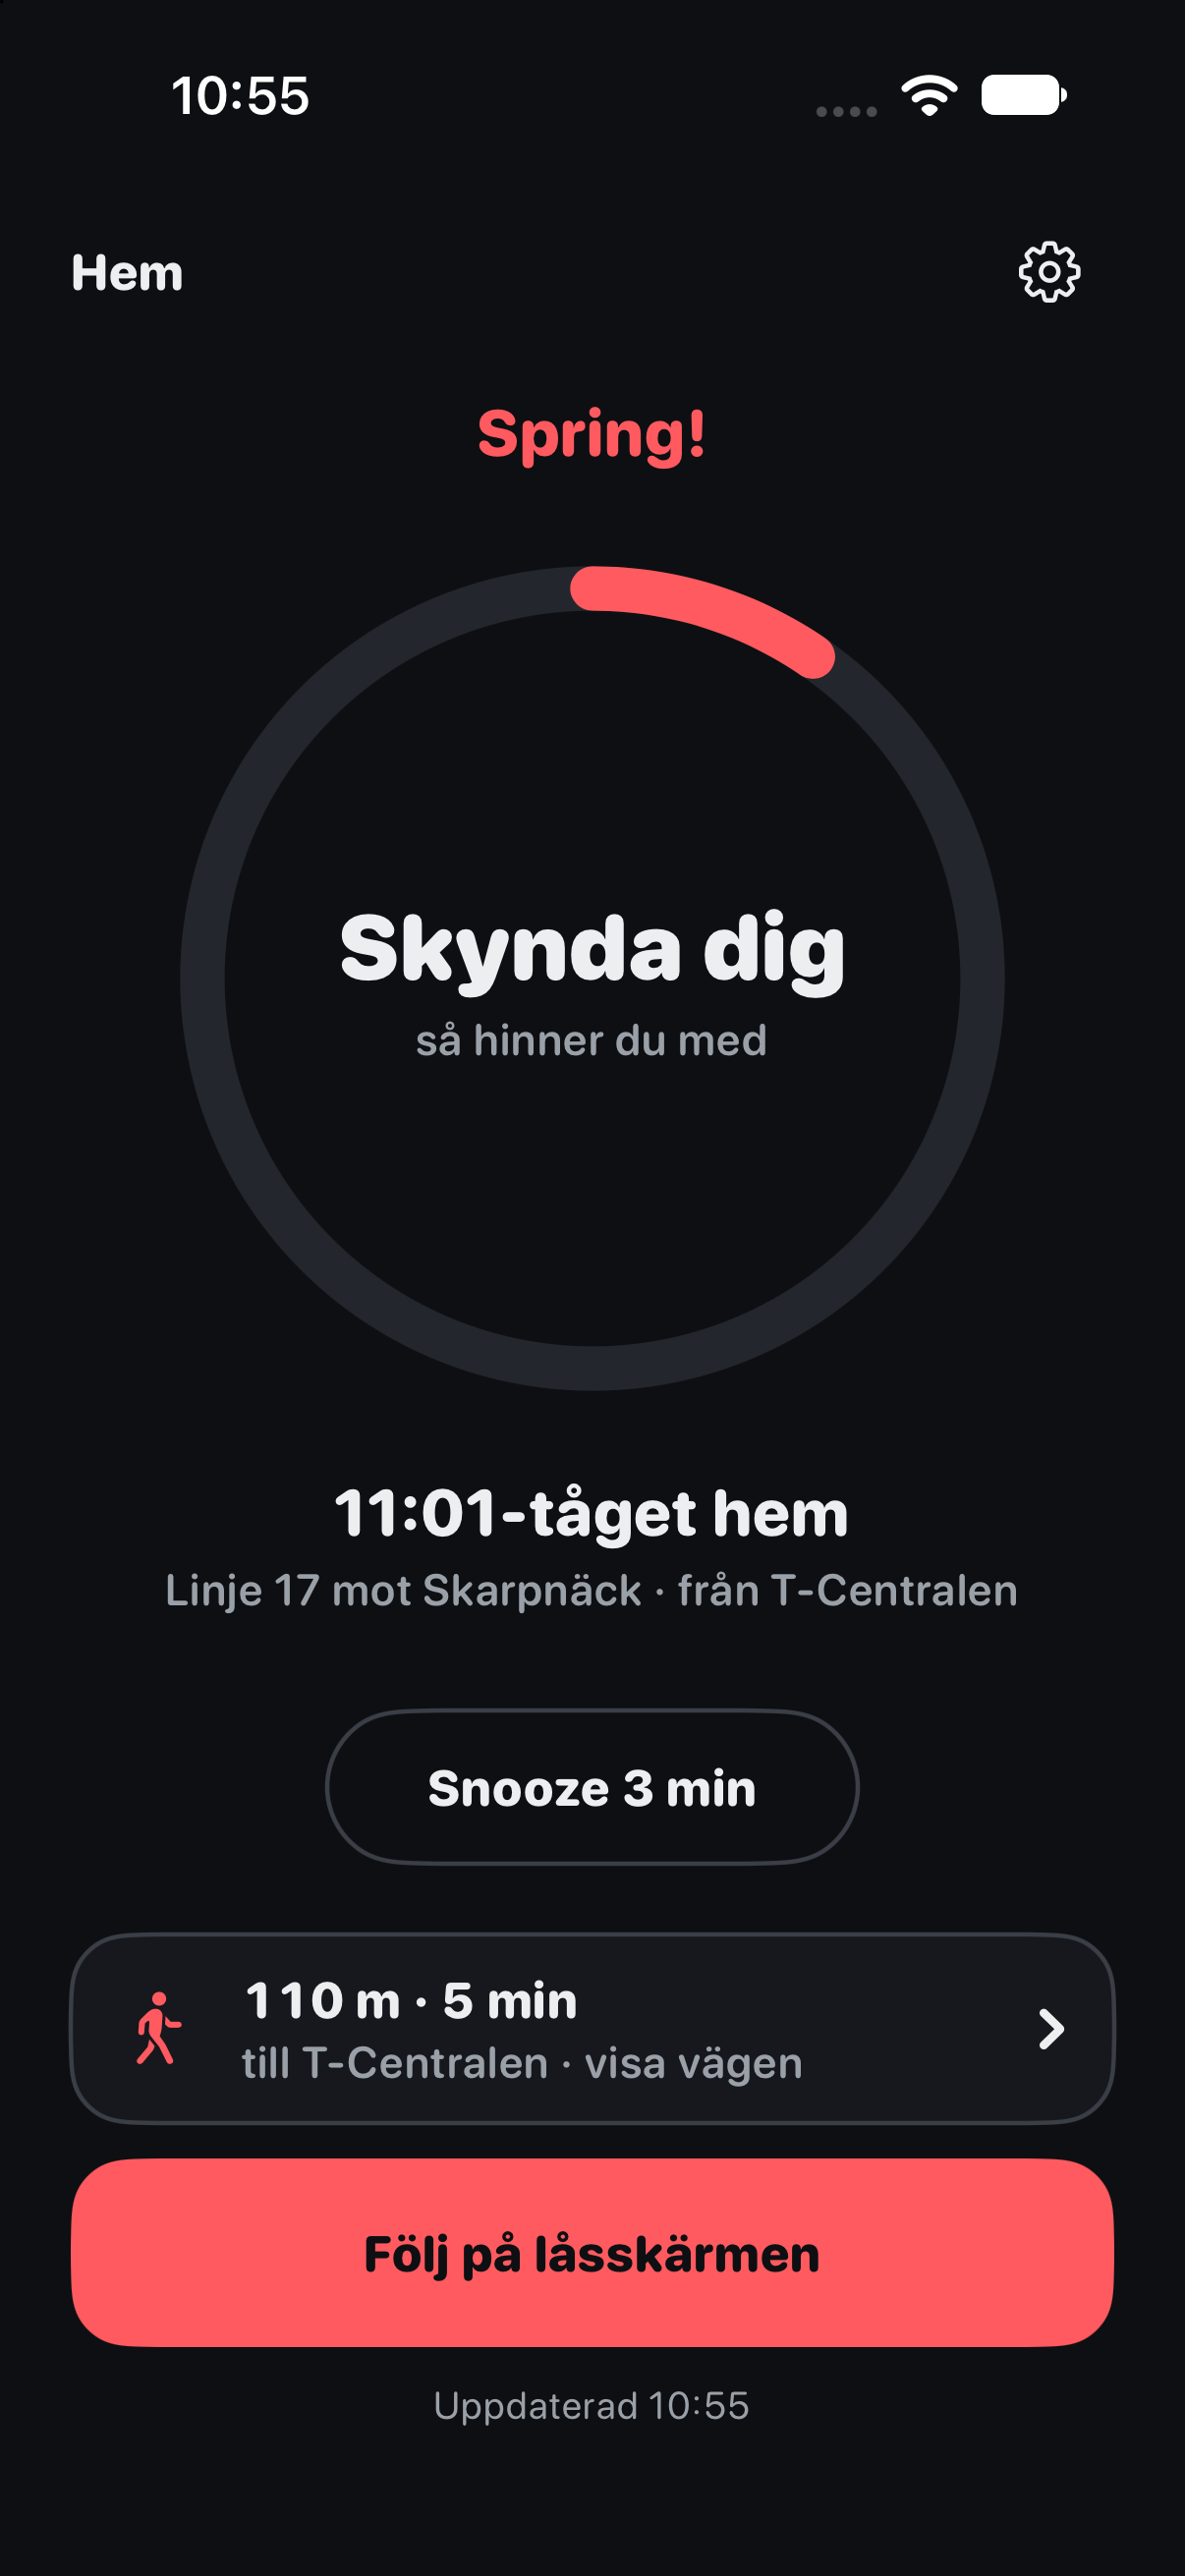 10:55
Hem
Spring!
Skynda dig
så hinner du med
11:01-tåget hem
Linje 17 mot Skarpnäck · från T-Centralen
Snooze 3 min
110 m · 5 min
till T-Centralen · visa vägen
Följ på låsskärmen
Uppdaterad 10:55